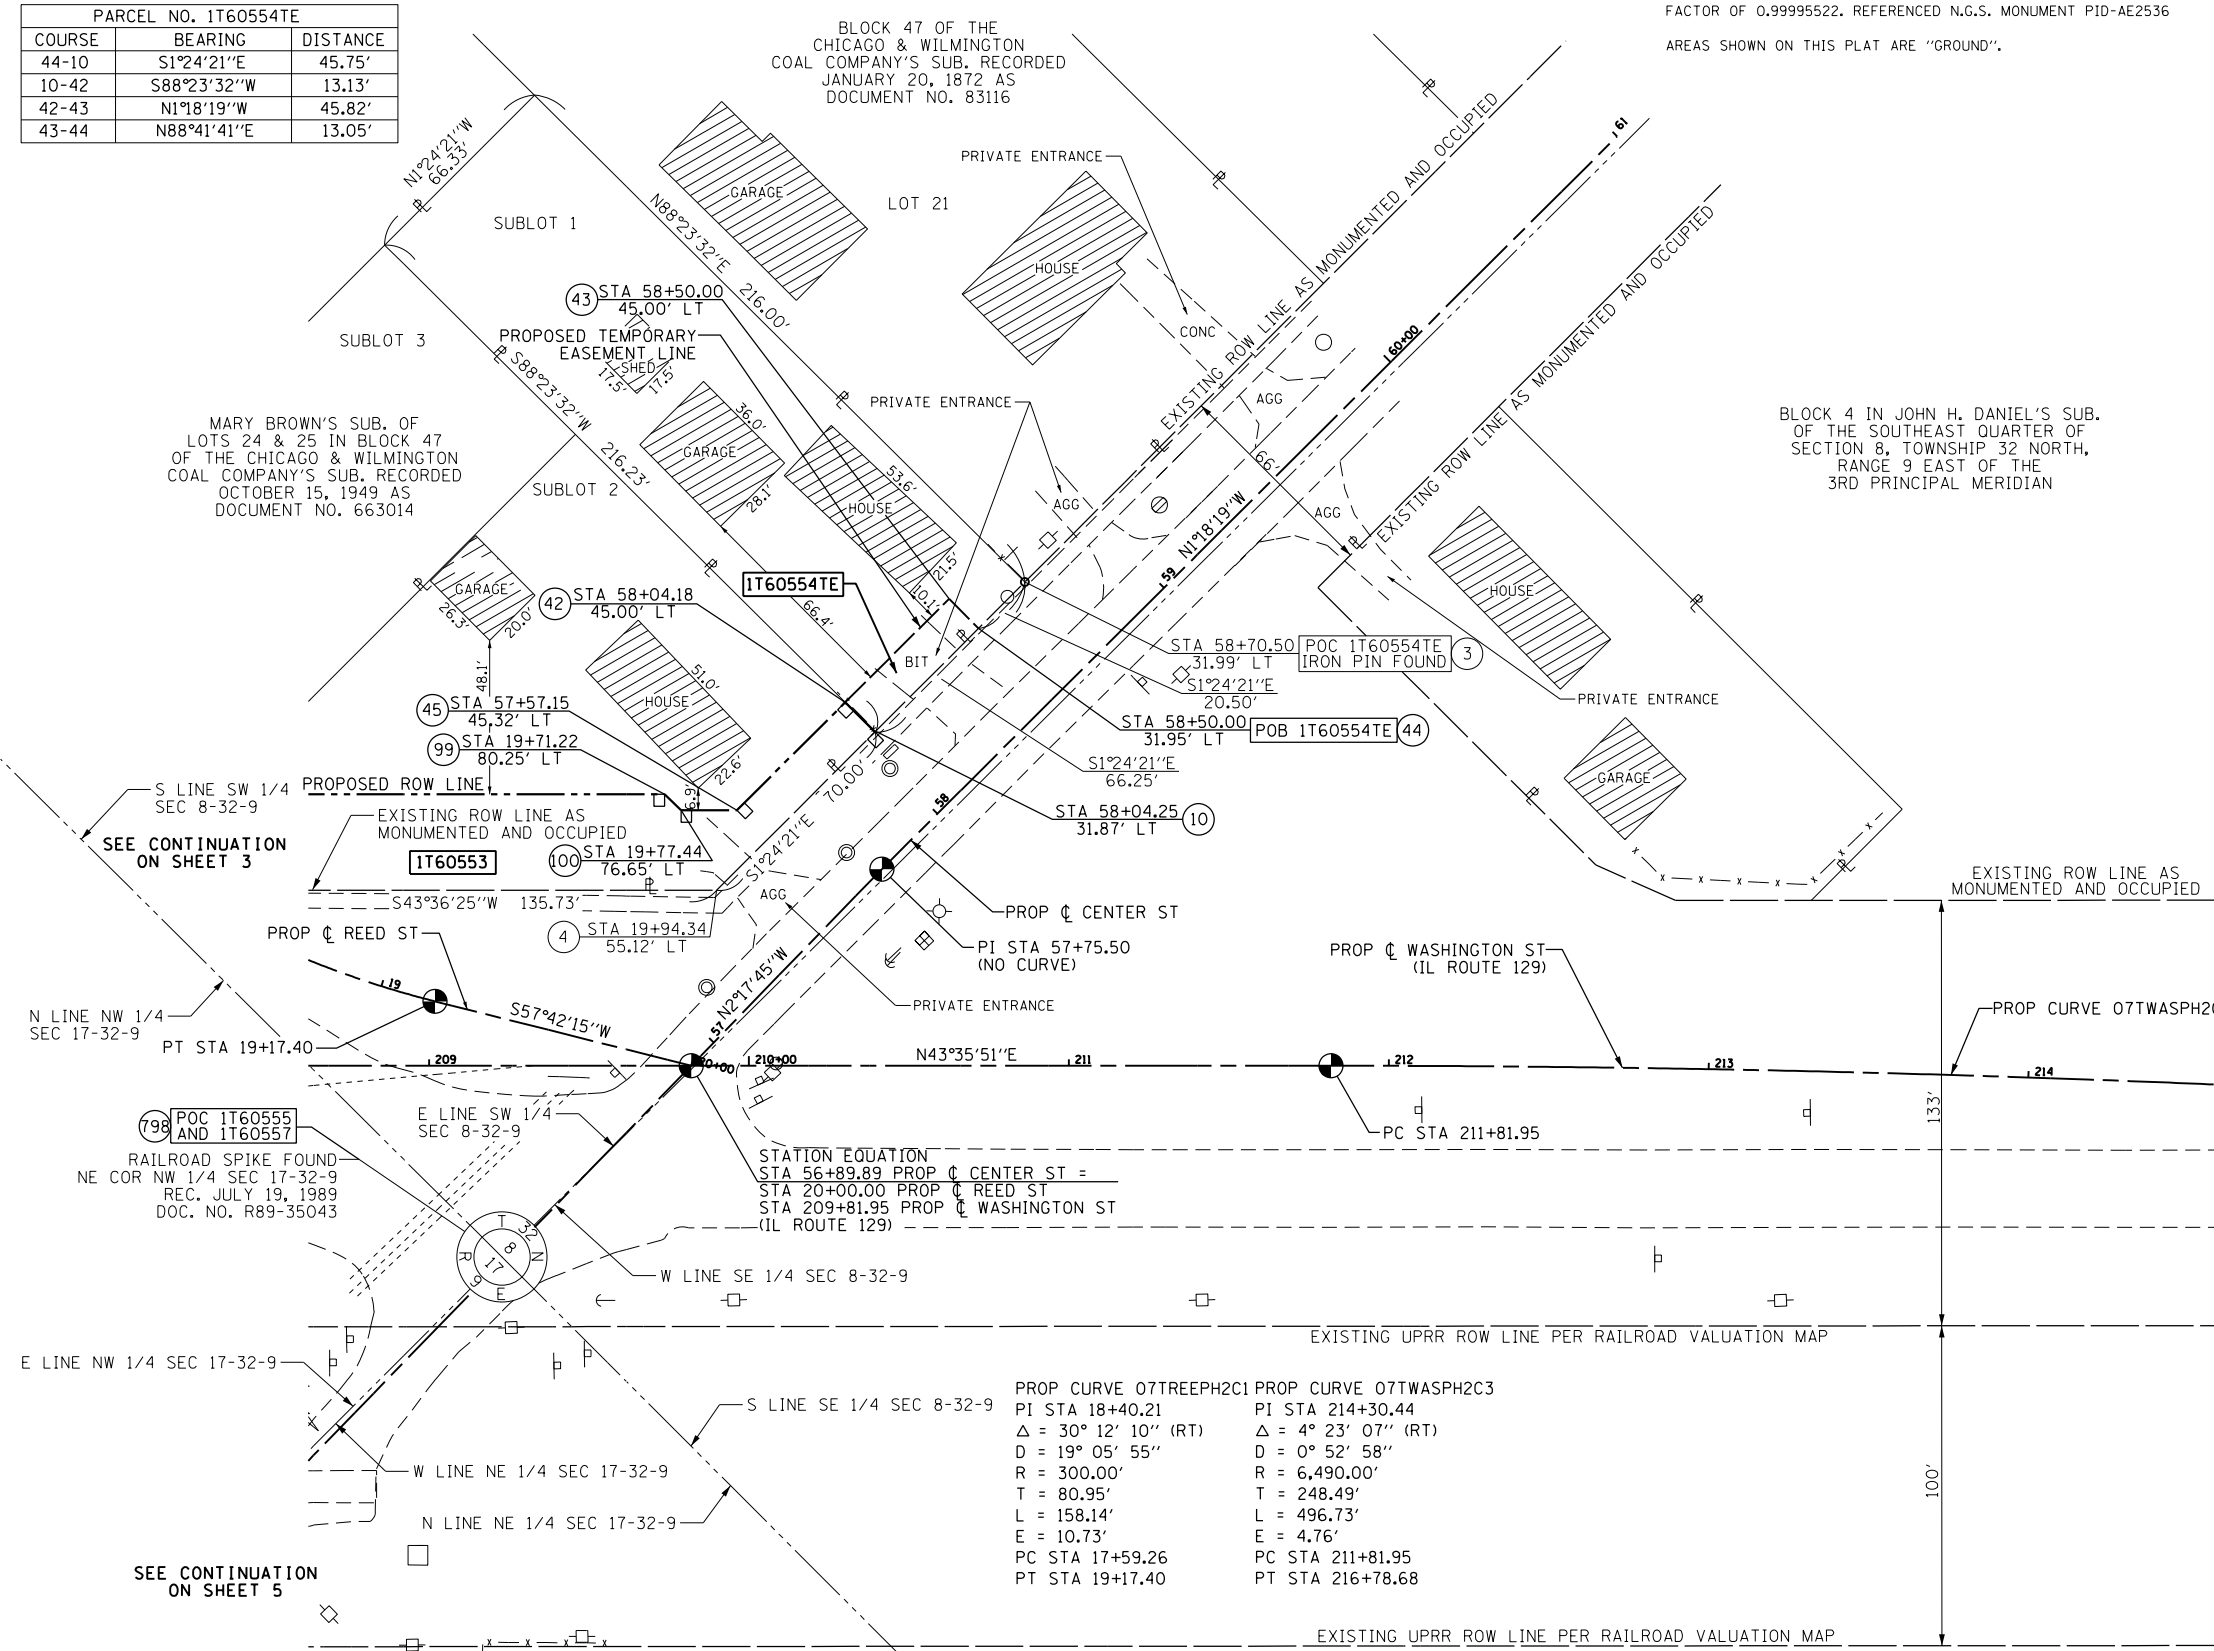 PARCEL NO. 1T60554TE
COURSE BEARING DISTANCE
44-10 S1°24'21"E 45.75'
10-42 S88°23'32"W 13.13'
42-43 N1°18'19"W 45.82'
43-44 N88°41'41"E 13.05'
FACTOR OF 0.99995522. REFERENCED N.G.S. MONUMENT PID-AE2536
AREAS SHOWN ON THIS PLAT ARE "GROUND".
BLOCK 47 OF THE
CHICAGO & WILMINGTON
COAL COMPANY'S SUB. RECORDED
JANUARY 20, 1872 AS
DOCUMENT NO. 83116
N1°24'21"W
66.33'
SUBLOT 1
N88°23'32"E 216.00'
GARAGE
LOT 21
PRIVATE ENTRANCE
HOUSE
CONC
EXISTING ROW LINE AS MONUMENTED AND OCCUPIED
61
60+00
EXISTING ROW LINE AS MONUMENTED AND OCCUPIED
43 STA 58+50.00
45.00' LT
PROPOSED TEMPORARY
EASEMENT LINE
SHED
17.5' 17.5'
SUBLOT 3
S88°23'32"W 216.23'
MARY BROWN'S SUB. OF
LOTS 24 & 25 IN BLOCK 47
OF THE CHICAGO & WILMINGTON
COAL COMPANY'S SUB. RECORDED
OCTOBER 15, 1949 AS
DOCUMENT NO. 663014
SUBLOT 2
36.0'
GARAGE
28.1'
PRIVATE ENTRANCE
53.6'
HOUSE
21.5'
10.1'
AGG
AGG
66'
AGG
N1°18'19"W
59
BLOCK 4 IN JOHN H. DANIEL'S SUB.
OF THE SOUTHEAST QUARTER OF
SECTION 8, TOWNSHIP 32 NORTH,
RANGE 9 EAST OF THE
3RD PRINCIPAL MERIDIAN
HOUSE
PRIVATE ENTRANCE
GARAGE
GARAGE
26.3' 20.0'
48.1'
42 STA 58+04.18
45.00' LT
1T60554TE
66.4'
BIT
HOUSE
51.0'
22.6'
6.9'
STA 58+70.50 POC 1T60554TE 3
31.99' LT IRON PIN FOUND
S1°24'21"E
20.50'
STA 58+50.00 POB 1T60554TE 44
31.95' LT
S1°24'21"E
66.25'
STA 58+04.25 10
31.87' LT
45 STA 57+57.15
45.32' LT
99 STA 19+71.22
80.25' LT
S LINE SW 1/4
SEC 8-32-9
PROPOSED ROW LINE
EXISTING ROW LINE AS
MONUMENTED AND OCCUPIED
SEE CONTINUATION
ON SHEET 3
1T60553
100 STA 19+77.44
76.65' LT
S1°24'21"E 70.00'
58
AGG
S43°36'25"W 135.73'
4 STA 19+94.34
55.12' LT
PROP ℄ CENTER ST
PI STA 57+75.50
(NO CURVE)
PRIVATE ENTRANCE
EXISTING ROW LINE AS
MONUMENTED AND OCCUPIED
PROP ℄ WASHINGTON ST
(IL ROUTE 129)
PROP ℄ REED ST
19
N LINE NW 1/4
SEC 17-32-9
PT STA 19+17.40
S57°42'15"W
N2°17'45"W
57
PROP CURVE 07TWASPH2
209
20+00
210+00
N43°35'51"E
211
212
213
214
PC STA 211+81.95
133'
798 POC 1T60555
AND 1T60557
E LINE SW 1/4
SEC 8-32-9
RAILROAD SPIKE FOUND
NE COR NW 1/4 SEC 17-32-9
REC. JULY 19, 1989
DOC. NO. R89-35043
STATION EQUATION
STA 56+89.89 PROP ℄ CENTER ST =
STA 20+00.00 PROP ℄ REED ST
STA 209+81.95 PROP ℄ WASHINGTON ST
(IL ROUTE 129)
T 32 N
8
17
R 9 E
W LINE SE 1/4 SEC 8-32-9
EXISTING UPRR ROW LINE PER RAILROAD VALUATION MAP
E LINE NW 1/4 SEC 17-32-9
S LINE SE 1/4 SEC 8-32-9
W LINE NE 1/4 SEC 17-32-9
N LINE NE 1/4 SEC 17-32-9
PROP CURVE 07TREEPH2C1
PI STA 18+40.21
Δ = 30° 12' 10" (RT)
D = 19° 05' 55"
R = 300.00'
T = 80.95'
L = 158.14'
E = 10.73'
PC STA 17+59.26
PT STA 19+17.40
PROP CURVE 07TWASPH2C3
PI STA 214+30.44
Δ = 4° 23' 07" (RT)
D = 0° 52' 58"
R = 6,490.00'
T = 248.49'
L = 496.73'
E = 4.76'
PC STA 211+81.95
PT STA 216+78.68
100'
SEE CONTINUATION
ON SHEET 5
EXISTING UPRR ROW LINE PER RAILROAD VALUATION MAP